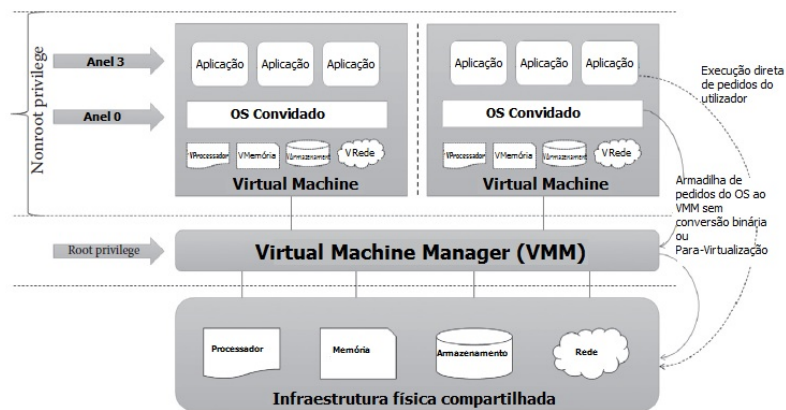 Nonroot privilege
Anel 3
Anel 0
Root privilege
Aplicação
Aplicação
Aplicação
OS Convidado
VProcessador
VMemória
VArmazenament
VRede
Virtual Machine
Aplicação
Aplicação
Aplicação
OS Convidado
VProcessador
VMemória
VArmazenament
VRede
Virtual Machine
Execução direta
de pedidos do
utilizador
Armadilha de
pedidos do OS ao
VMM sem
conversão binária
ou
Para-Virtualização
Virtual Machine Manager (VMM)
Processador
Memória
Armazenamento
Rede
Infraestrutura física compartilhada